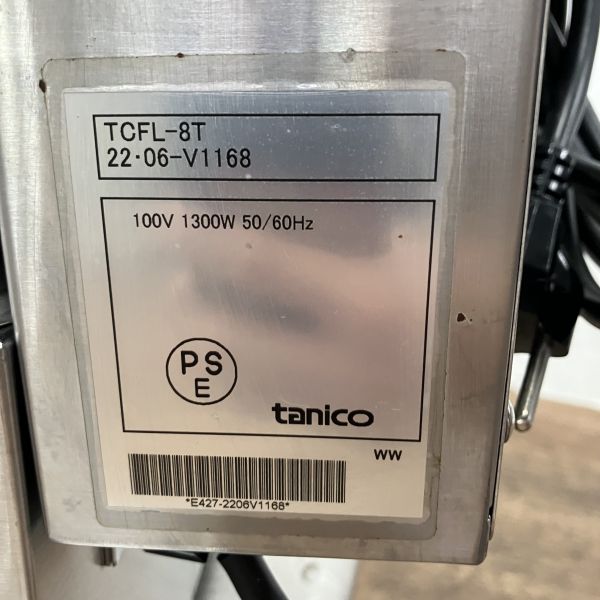 TCFL-8T
22·06-V1168
100V 1300W 50/60Hz
PS
E
tanico
WW
*E427-2206V1168*